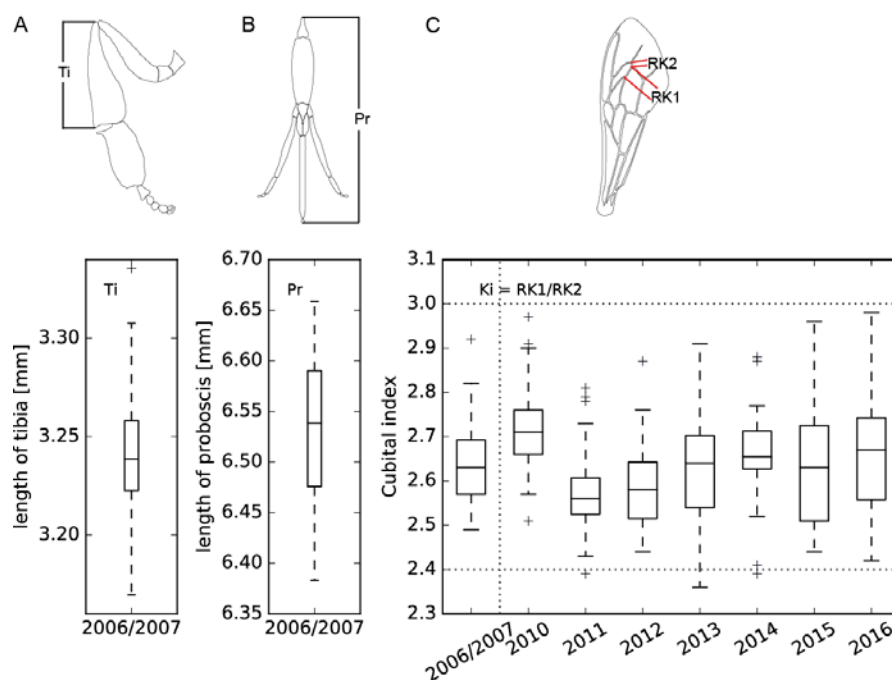 A
B
C
Ti
Pr
RK2
RK1
length of tibia [mm]
3.30
3.25
3.20
Ti
2006/2007
length of proboscis [mm]
6.70
6.60
6.55
6.50
6.45
6.40
6.35
Pr
2006/2007
Cubital index
3.1
3.0
2.9
2.8
2.7
2.6
2.5
2.4
2.3
Ki = RK1/RK2
2006/2007
2010
2011
2012
2013
2014
2015
2016